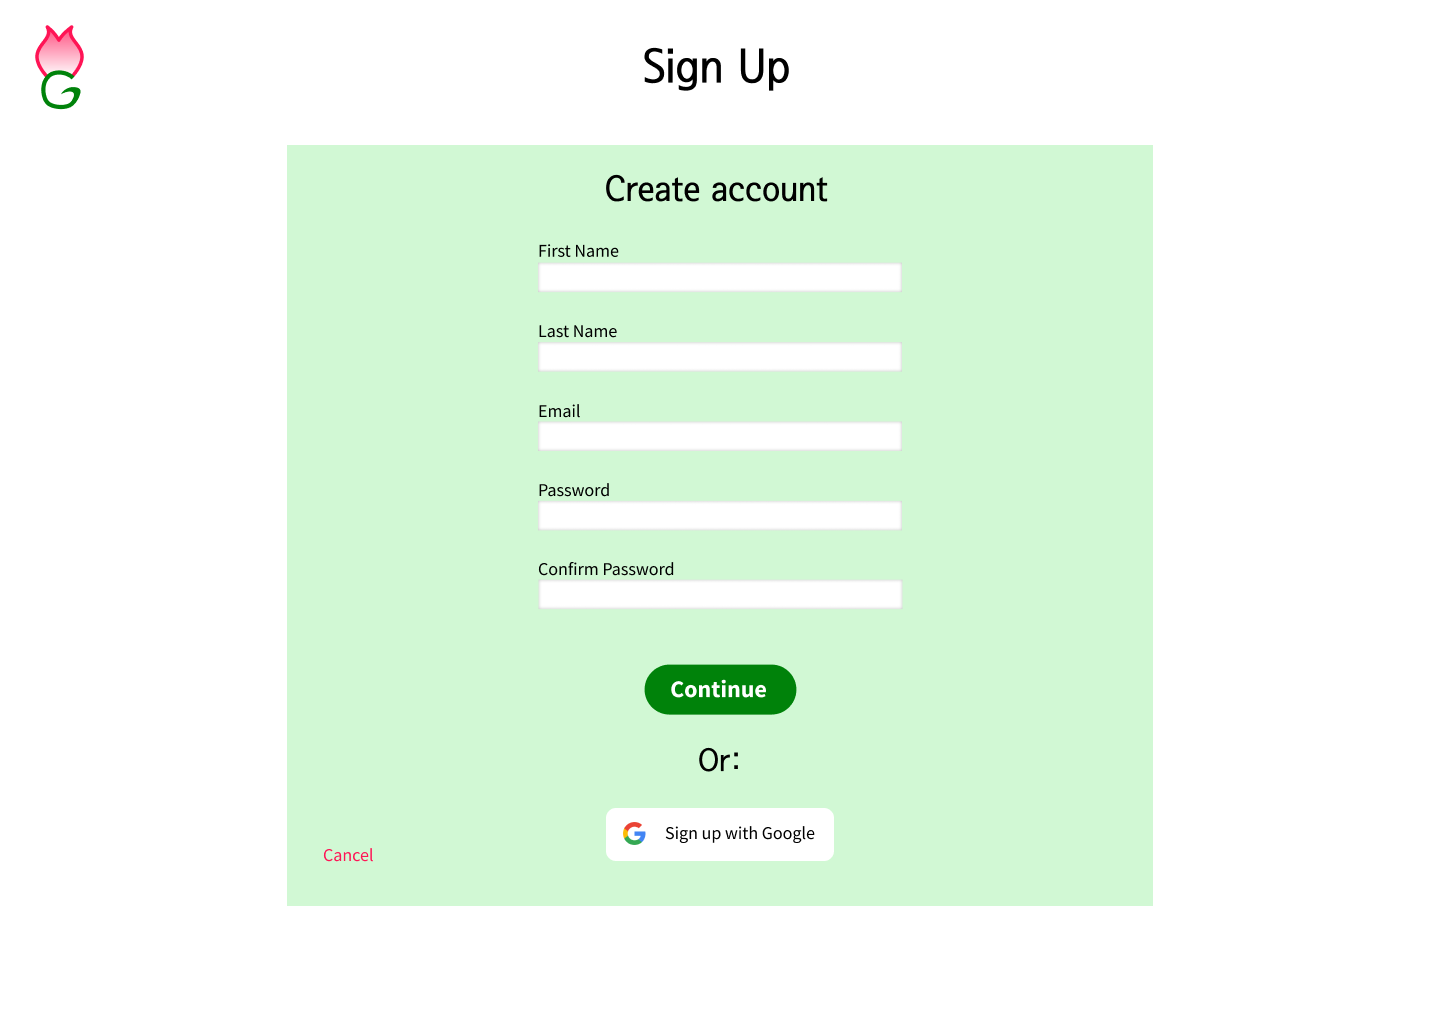 G
Sign Up
Create account
First Name
Last Name
Email
Password
Confirm Password
Continue
Or:
Sign up with Google
Cancel